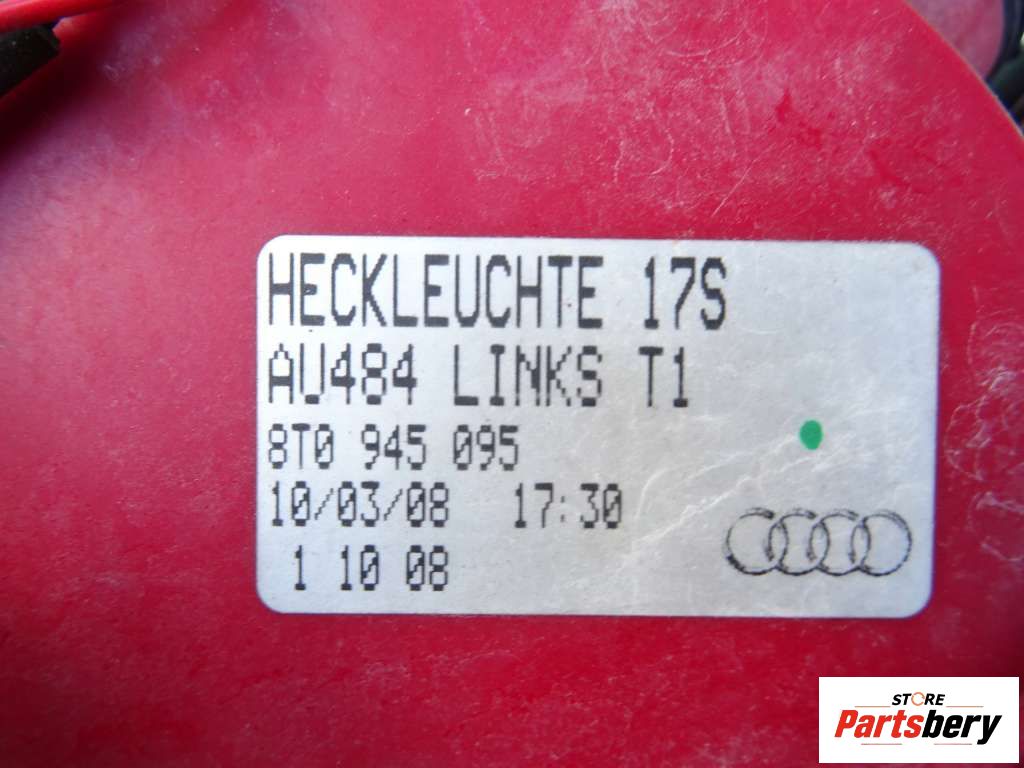 HECKLEUCHTE 17S
AU484 LINKS T1
8T0 945 095
10/03/08 17:30
1 10 08
STORE
Partsbery